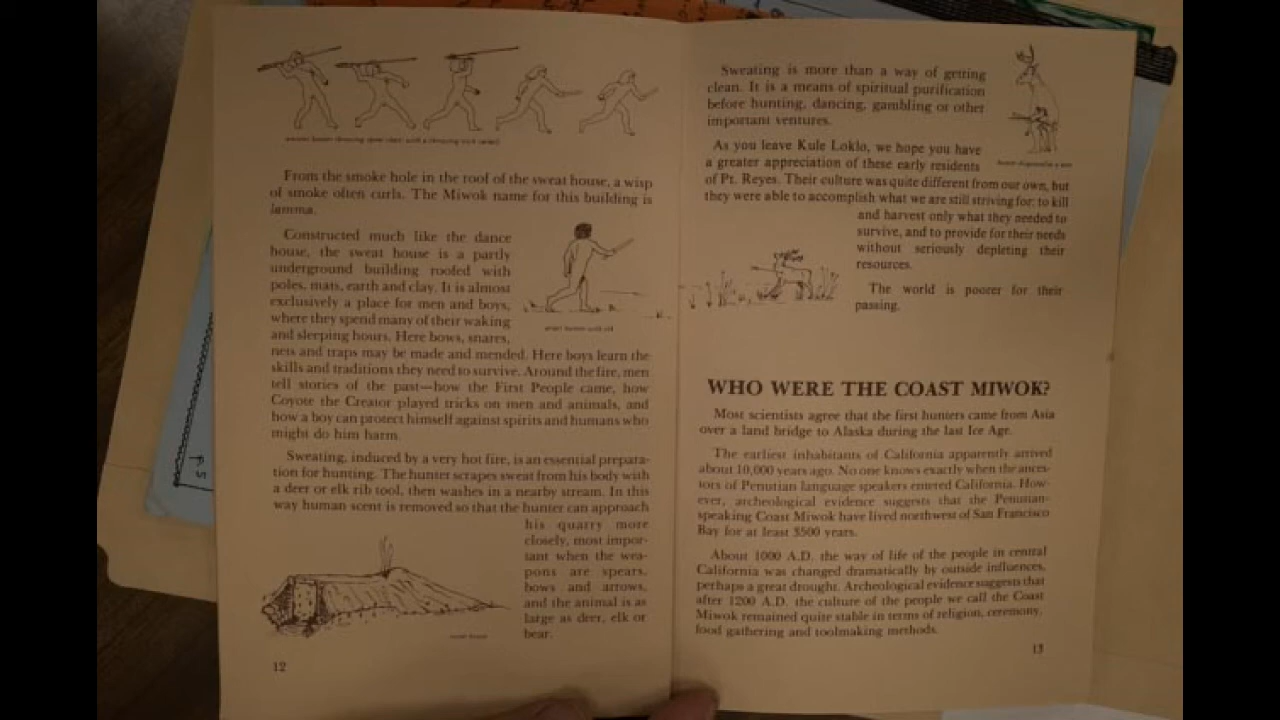 ancient hunter throwing spear (dart) with a throwing stick (atlatl)
From the smoke hole in the roof of the sweat house, a wisp
of smoke often curls. The Miwok name for this building is
lamma.
Constructed much like the dance
house, the sweat house is a partly
underground building roofed with
poles, mats, earth and clay. It is almost
exclusively a place for men and boys,
where they spend many of their waking
and sleeping hours. Here bows, snares,
nets and traps may be made and mended. Here boys learn the
skills and traditions they need to survive. Around the fire, men
tell stories of the past—how the First People came, how
Coyote the Creator played tricks on men and animals, and
how a boy can protect himself against spirits and humans who
might do him harm.
Sweating, induced by a very hot fire, is an essential prepara-
tion for hunting. The hunter scrapes sweat from his body with
a deer or elk rib tool, then washes in a nearby stream. In this
way human scent is removed so that the hunter can approach
his quarry more
closely, most impor-
tant when the wea-
pons are spears,
bows and arrows,
and the animal is as
large as deer, elk or
bear.
sweat house
12
Sweating is more than a way of getting
clean. It is a means of spiritual purification
before hunting, dancing, gambling or other
important ventures.
As you leave Kule Loklo, we hope you have
a greater appreciation of these early residents
of Pt. Reyes. Their culture was quite different from our own, but
they were able to accomplish what we are still striving for: to kill
and harvest only what they needed to
survive, and to provide for their needs
without seriously depleting their
resources.
The world is poorer for their
passing.
WHO WERE THE COAST MIWOK?
Most scientists agree that the first hunters came from Asia
over a land bridge to Alaska during the last Ice Age.
The earliest inhabitants of California apparently arrived
about 10,000 years ago. No one knows exactly when the ances-
tors of Penutian language speakers entered California. How-
ever, archeological evidence suggests that the Penutian-
speaking Coast Miwok have lived northwest of San Francisco
Bay for at least 3500 years.
About 1000 A.D. the way of life of the people in central
California was changed dramatically by outside influences,
perhaps a great drought. Archeological evidence suggests that
after 1200 A.D. the culture of the people we call the Coast
Miwok remained quite stable in terms of religion, ceremony,
food gathering and toolmaking methods.
13